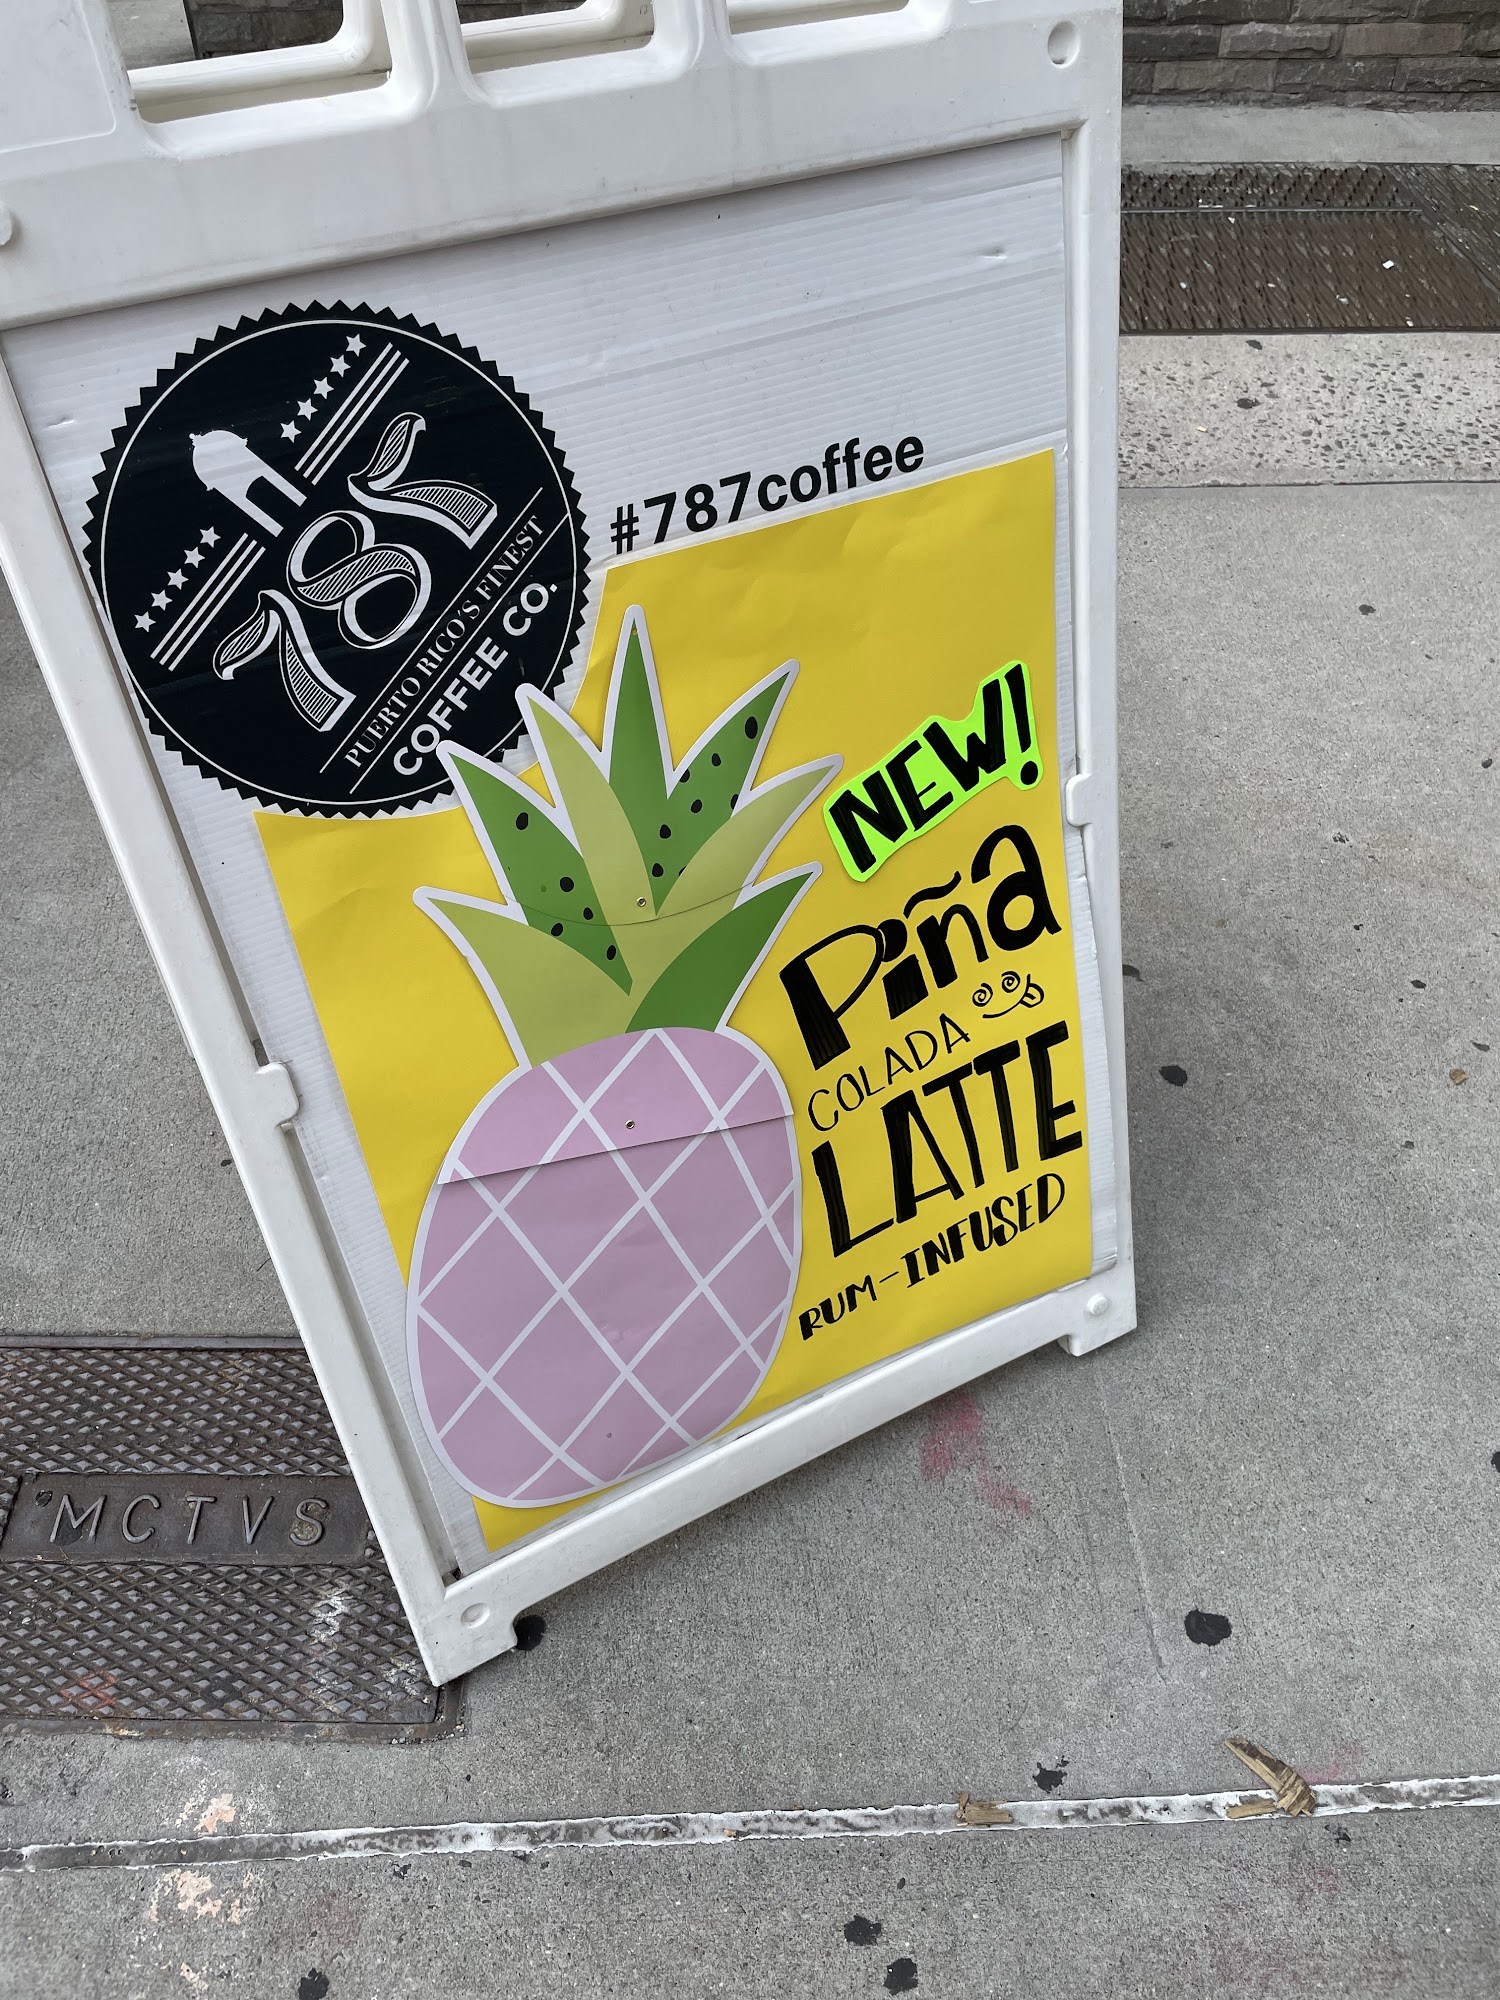 787
PUERTO RICO'S FINEST
COFFEE CO.
#787coffee
NEW!
Piña
COLADA
LATTE
RUM-INFUSED
MCTVS